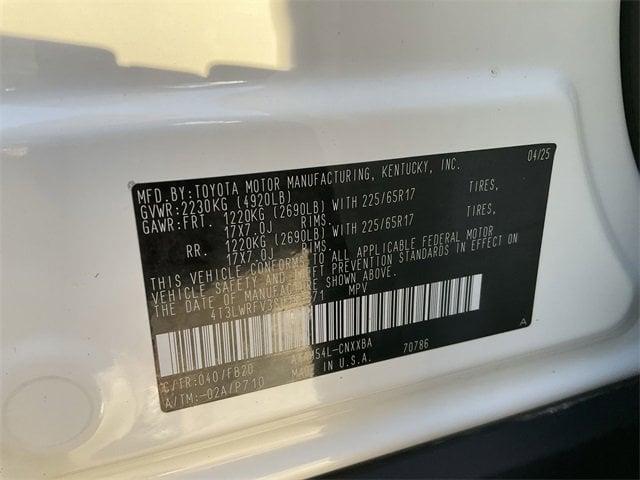 MFD.BY:TOYOTA MOTOR MANUFACTURING, KENTUCKY, INC. 04/25
GVWR:2230KG (4920LB)
GAWR:FRT. 1220KG (2690LB) WITH 225/65R17 TIRES,
17X7.0J RIMS.
RR. 1220KG (2690LB) WITH 225/65R17 TIRES,
17X7.0J RIMS.
THIS VEHICLE CONFORMS TO ALL APPLICABLE FEDERAL MOTOR
VEHICLE SAFETY AND THEFT PREVENTION STANDARDS IN EFFECT ON
THE DATE OF MANUFACTURE SHOWN ABOVE.
MPV
C/TR:040/FB20 70786
A/TM:-02A/P710 MADE IN U.S.A. A